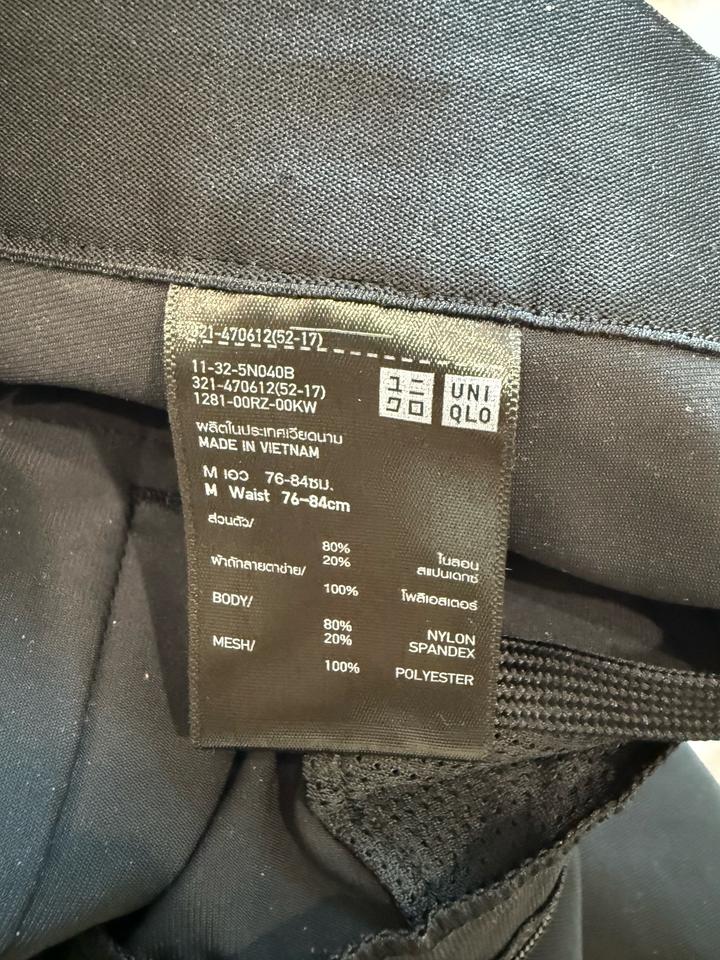 321-470612(52-17)
11-32-5N040B
321-470612(52-17)
1281-00RZ-00KW
ユニクロ
UNIQLO
ผลิตในประเทศเวียดนาม
MADE IN VIETNAM
M เอว 76-84ซม.
M Waist 76-84cm
ส่วนตัว/
80% ไนลอน
20% สแปนเดกซ์
ผ้าถักลายตาข่าย/
100% โพลีเอสเตอร์
BODY/
80% NYLON
20% SPANDEX
MESH/
100% POLYESTER